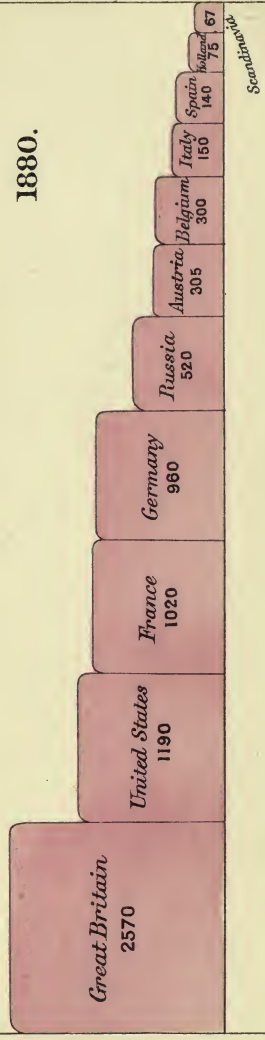 1880.
Great Britain
2570
United States
1190
France
1020
Germany
960
Russia
520
Austria
305
Belgium
300
Italy
150
Spain
140
Holland
75
67
Scandinavia